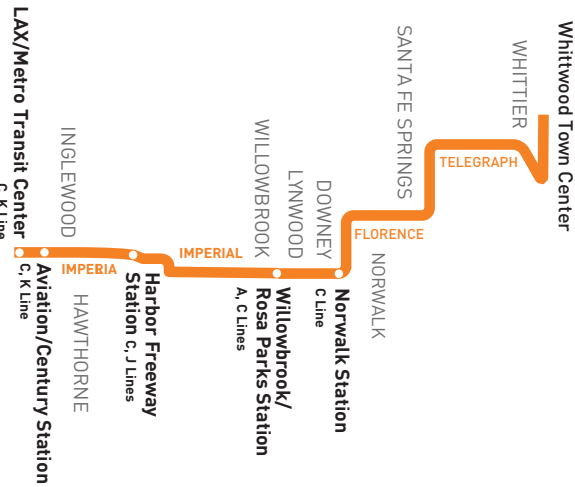 Whittwood Town Center
WHITTIER
SANTA FE SPRINGS
TELEGRAPH
FLORENCE
NORWALK
Norwalk Station
C Line
DOWNEY
LYNWOOD
WILLOWBROOK
Willowbrook/
Rosa Parks Station
A, C Lines
IMPERIAL
Harbor Freeway
Station C, J Lines
IMPERIA
INGLEWOOD
HAWTHORNE
Aviation/Century Station
C, K Line
LAX/Metro Transit Center
C, K Line